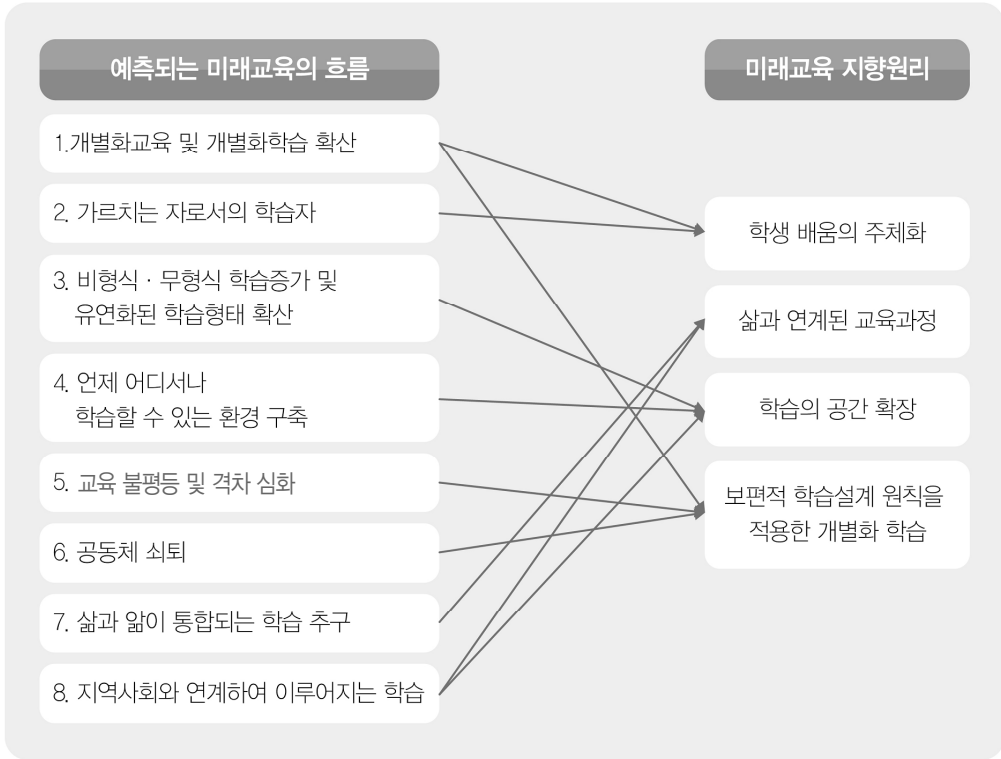 예측되는 미래교육의 흐름
1.개별화교육 및 개별화학습 확산
2. 가르치는 자로서의 학습자
3. 비형식 · 무형식 학습증가 및
유연화된 학습형태 확산
4. 언제 어디서나
학습할 수 있는 환경 구축
5. 교육 불평등 및 격차 심화
6. 공동체 쇠퇴
7. 삶과 앎이 통합되는 학습 추구
8. 지역사회와 연계하여 이루어지는 학습
미래교육 지향원리
학생 배움의 주체화
삶과 연계된 교육과정
학습의 공간 확장
보편적 학습설계 원칙을
적용한 개별화 학습